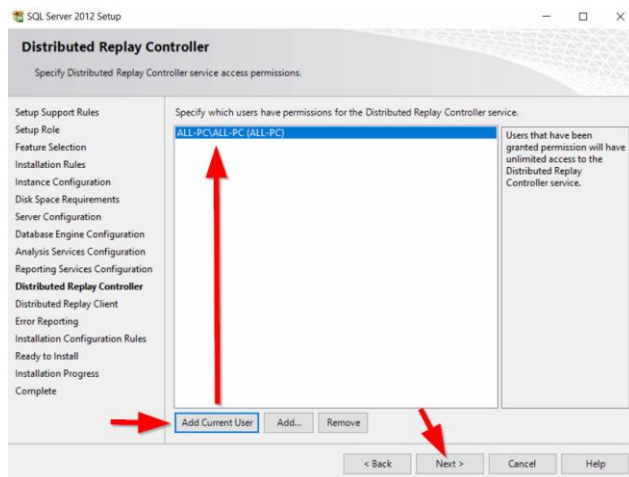 SQL Server 2012 Setup
Distributed Replay Controller
Specify Distributed Replay Controller service access permissions.
Setup Support Rules
Setup Role
Feature Selection
Installation Rules
Instance Configuration
Disk Space Requirements
Server Configuration
Database Engine Configuration
Analysis Services Configuration
Reporting Services Configuration
Distributed Replay Controller
Distributed Replay Client
Error Reporting
Installation Configuration Rules
Ready to Install
Installation Progress
Complete
Specify which users have permissions for the Distributed Replay Controller service.
ALL-PC\ALL-PC (ALL-PC)
Users that have been
granted permission will have
unlimited access to the
Distributed Replay
Controller service.
Add Current User Add... Remove
< Back Next > Cancel Help